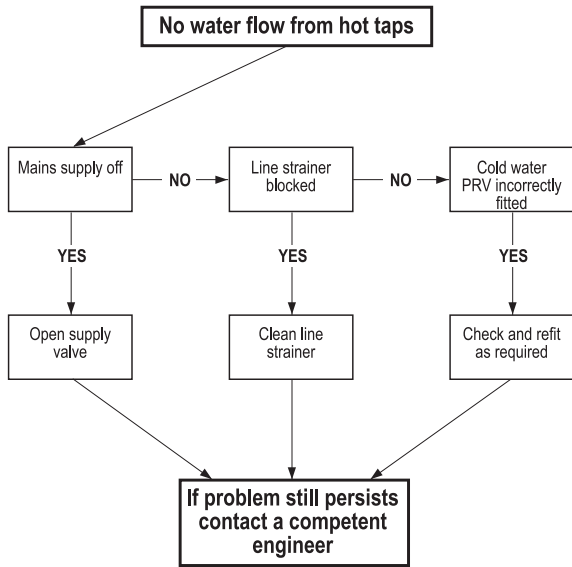 No water flow from hot taps
Mains supply off
NO
Line strainer
blocked
NO
Cold water
PRV incorrectly
fitted
YES
YES
YES
Open supply
valve
Clean line
strainer
Check and refit
as required
If problem still persists
contact a competent
engineer